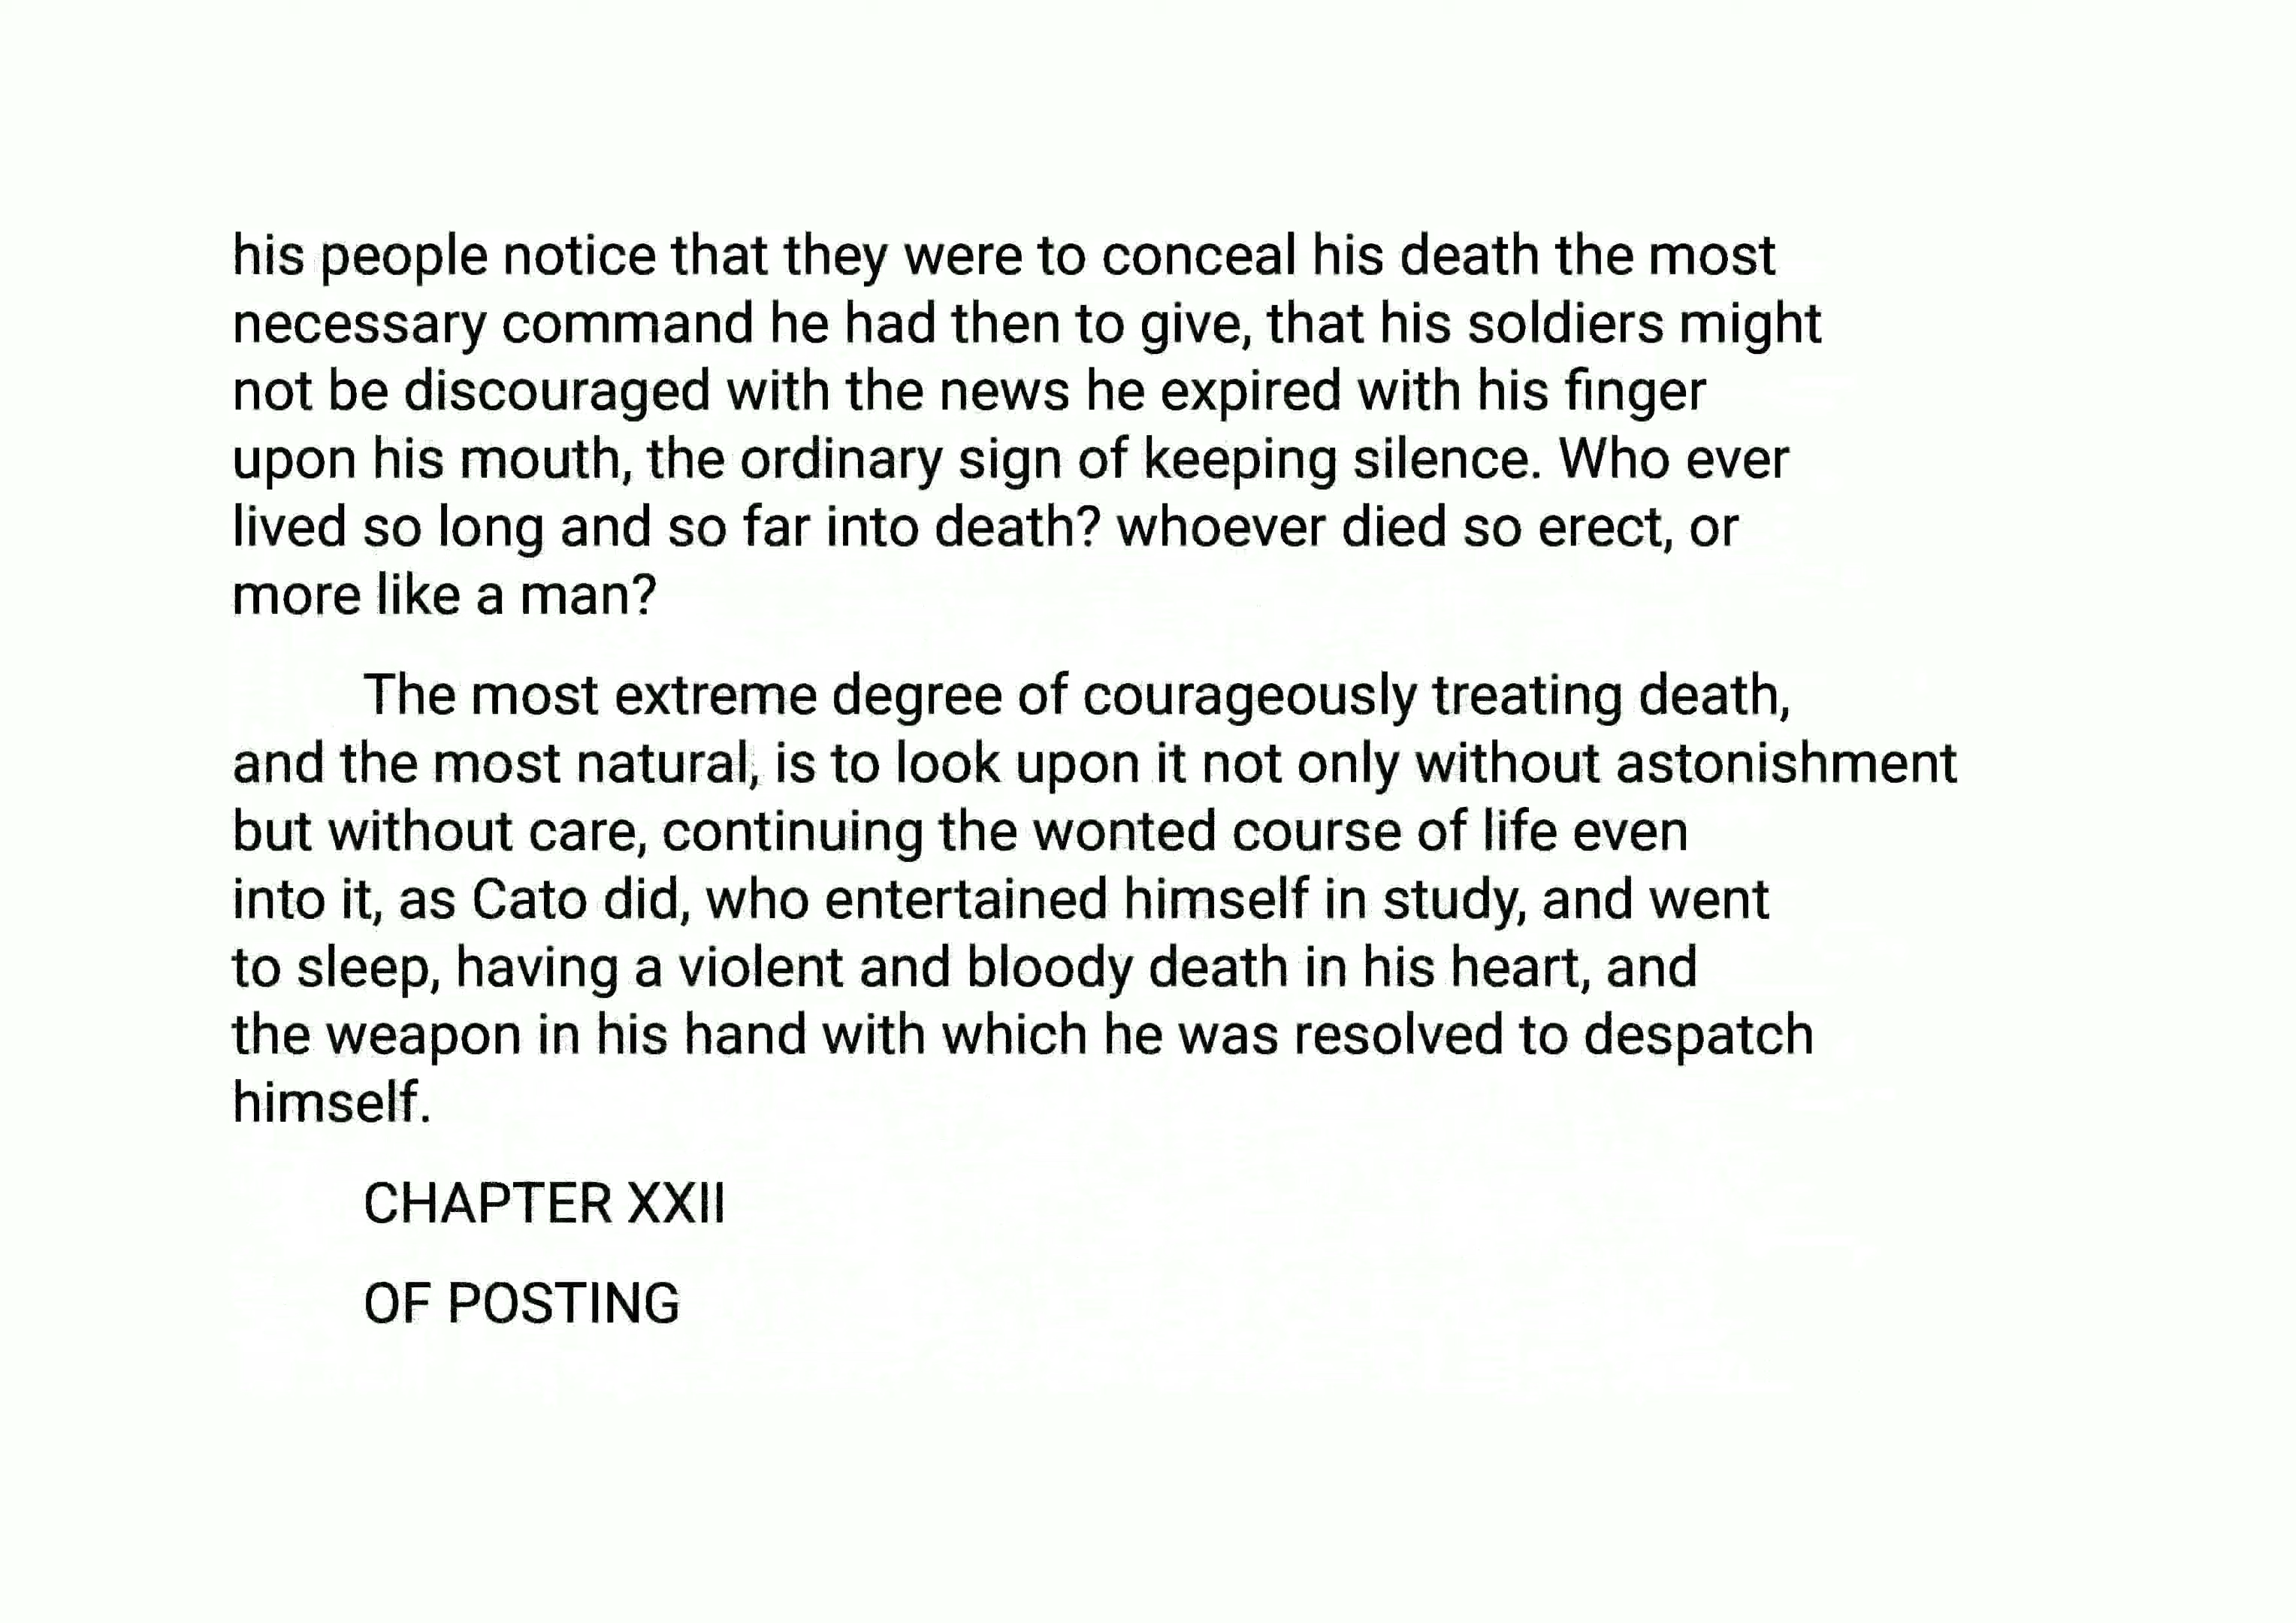 his people notice that they were to conceal his death the most
necessary command he had then to give, that his soldiers might
not be discouraged with the news he expired with his finger
upon his mouth, the ordinary sign of keeping silence. Who ever
lived so long and so far into death? whoever died so erect, or
more like a man?
The most extreme degree of courageously treating death,
and the most natural, is to look upon it not only without astonishment
but without care, continuing the wonted course of life even
into it, as Cato did, who entertained himself in study, and went
to sleep, having a violent and bloody death in his heart, and
the weapon in his hand with which he was resolved to despatch
himself.
CHAPTER XXII
OF POSTING